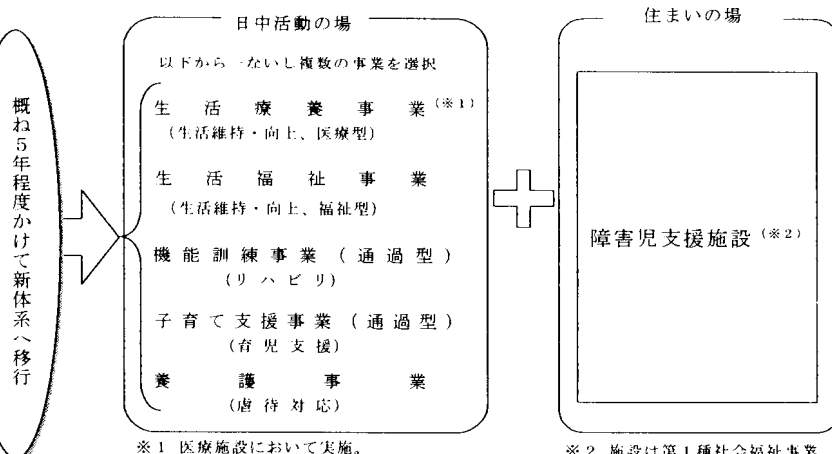 概ね5年程度かけて新体系へ移行
日中活動の場
以下から一ないし複数の事業を選択
生活療養事業(※1)
(生活維持・向上、医療型)
生活福祉事業
(生活維持・向上、福祉型)
機能訓練事業(通過型)
(リハビリ)
子育て支援事業(通過型)
(育児支援)
養護事業
(虐待対応)
※1 医療施設において実施。
住まいの場
障害児支援施設(※2)
※2 施設は第1種社会福祉事業